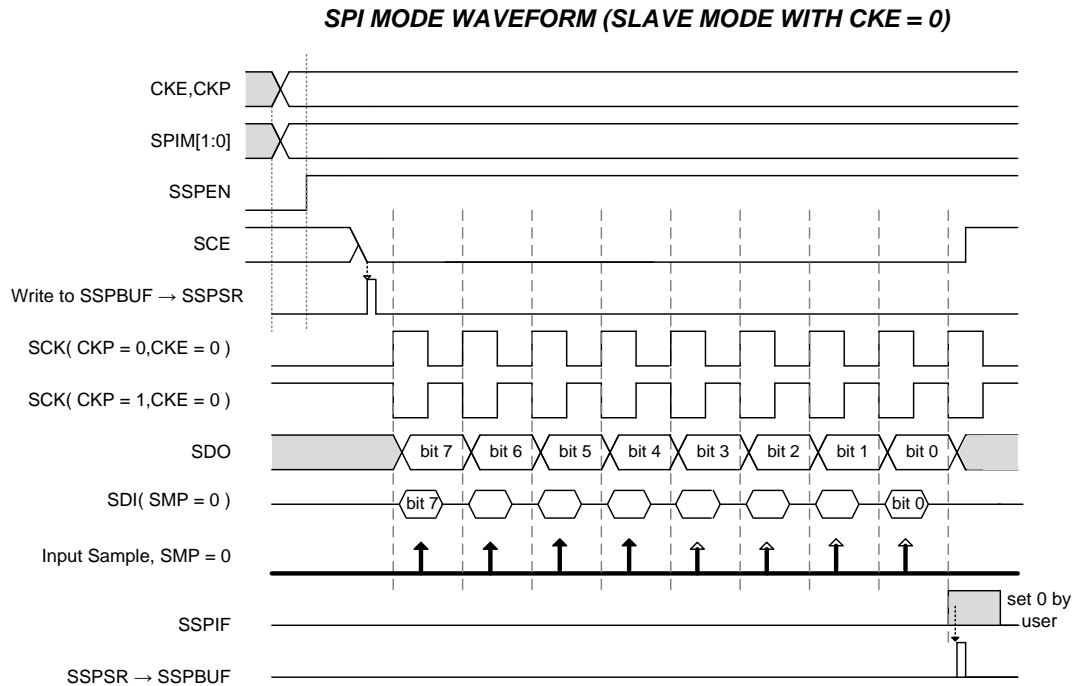 SPI MODE WAVEFORM (SLAVE MODE WITH CKE = 0)
CKE,CKP
SPIM[1:0]
SSPEN
SCE
Write to SSPBUF → SSPSR
SCK( CKP = 0,CKE = 0 )
SCK( CKP = 1,CKE = 0 )
SDO bit 7 bit 6 bit 5 bit 4 bit 3 bit 2 bit 1 bit 0
SDI( SMP = 0 ) bit 7 bit 0
Input Sample, SMP = 0
SSPIF set 0 by
user
SSPSR → SSPBUF